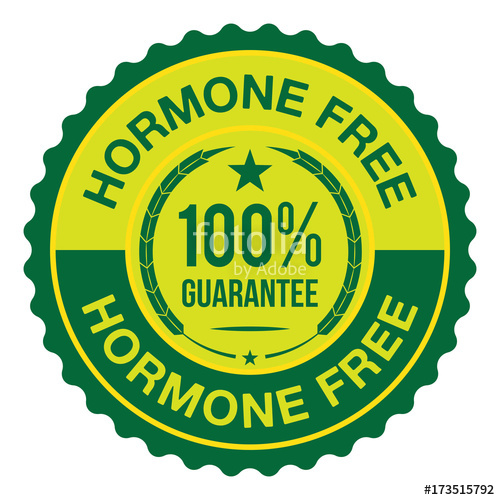 HORMONE FREE
100%
fotolia
by Adobe
GUARANTEE
HORMONE FREE
#173515792